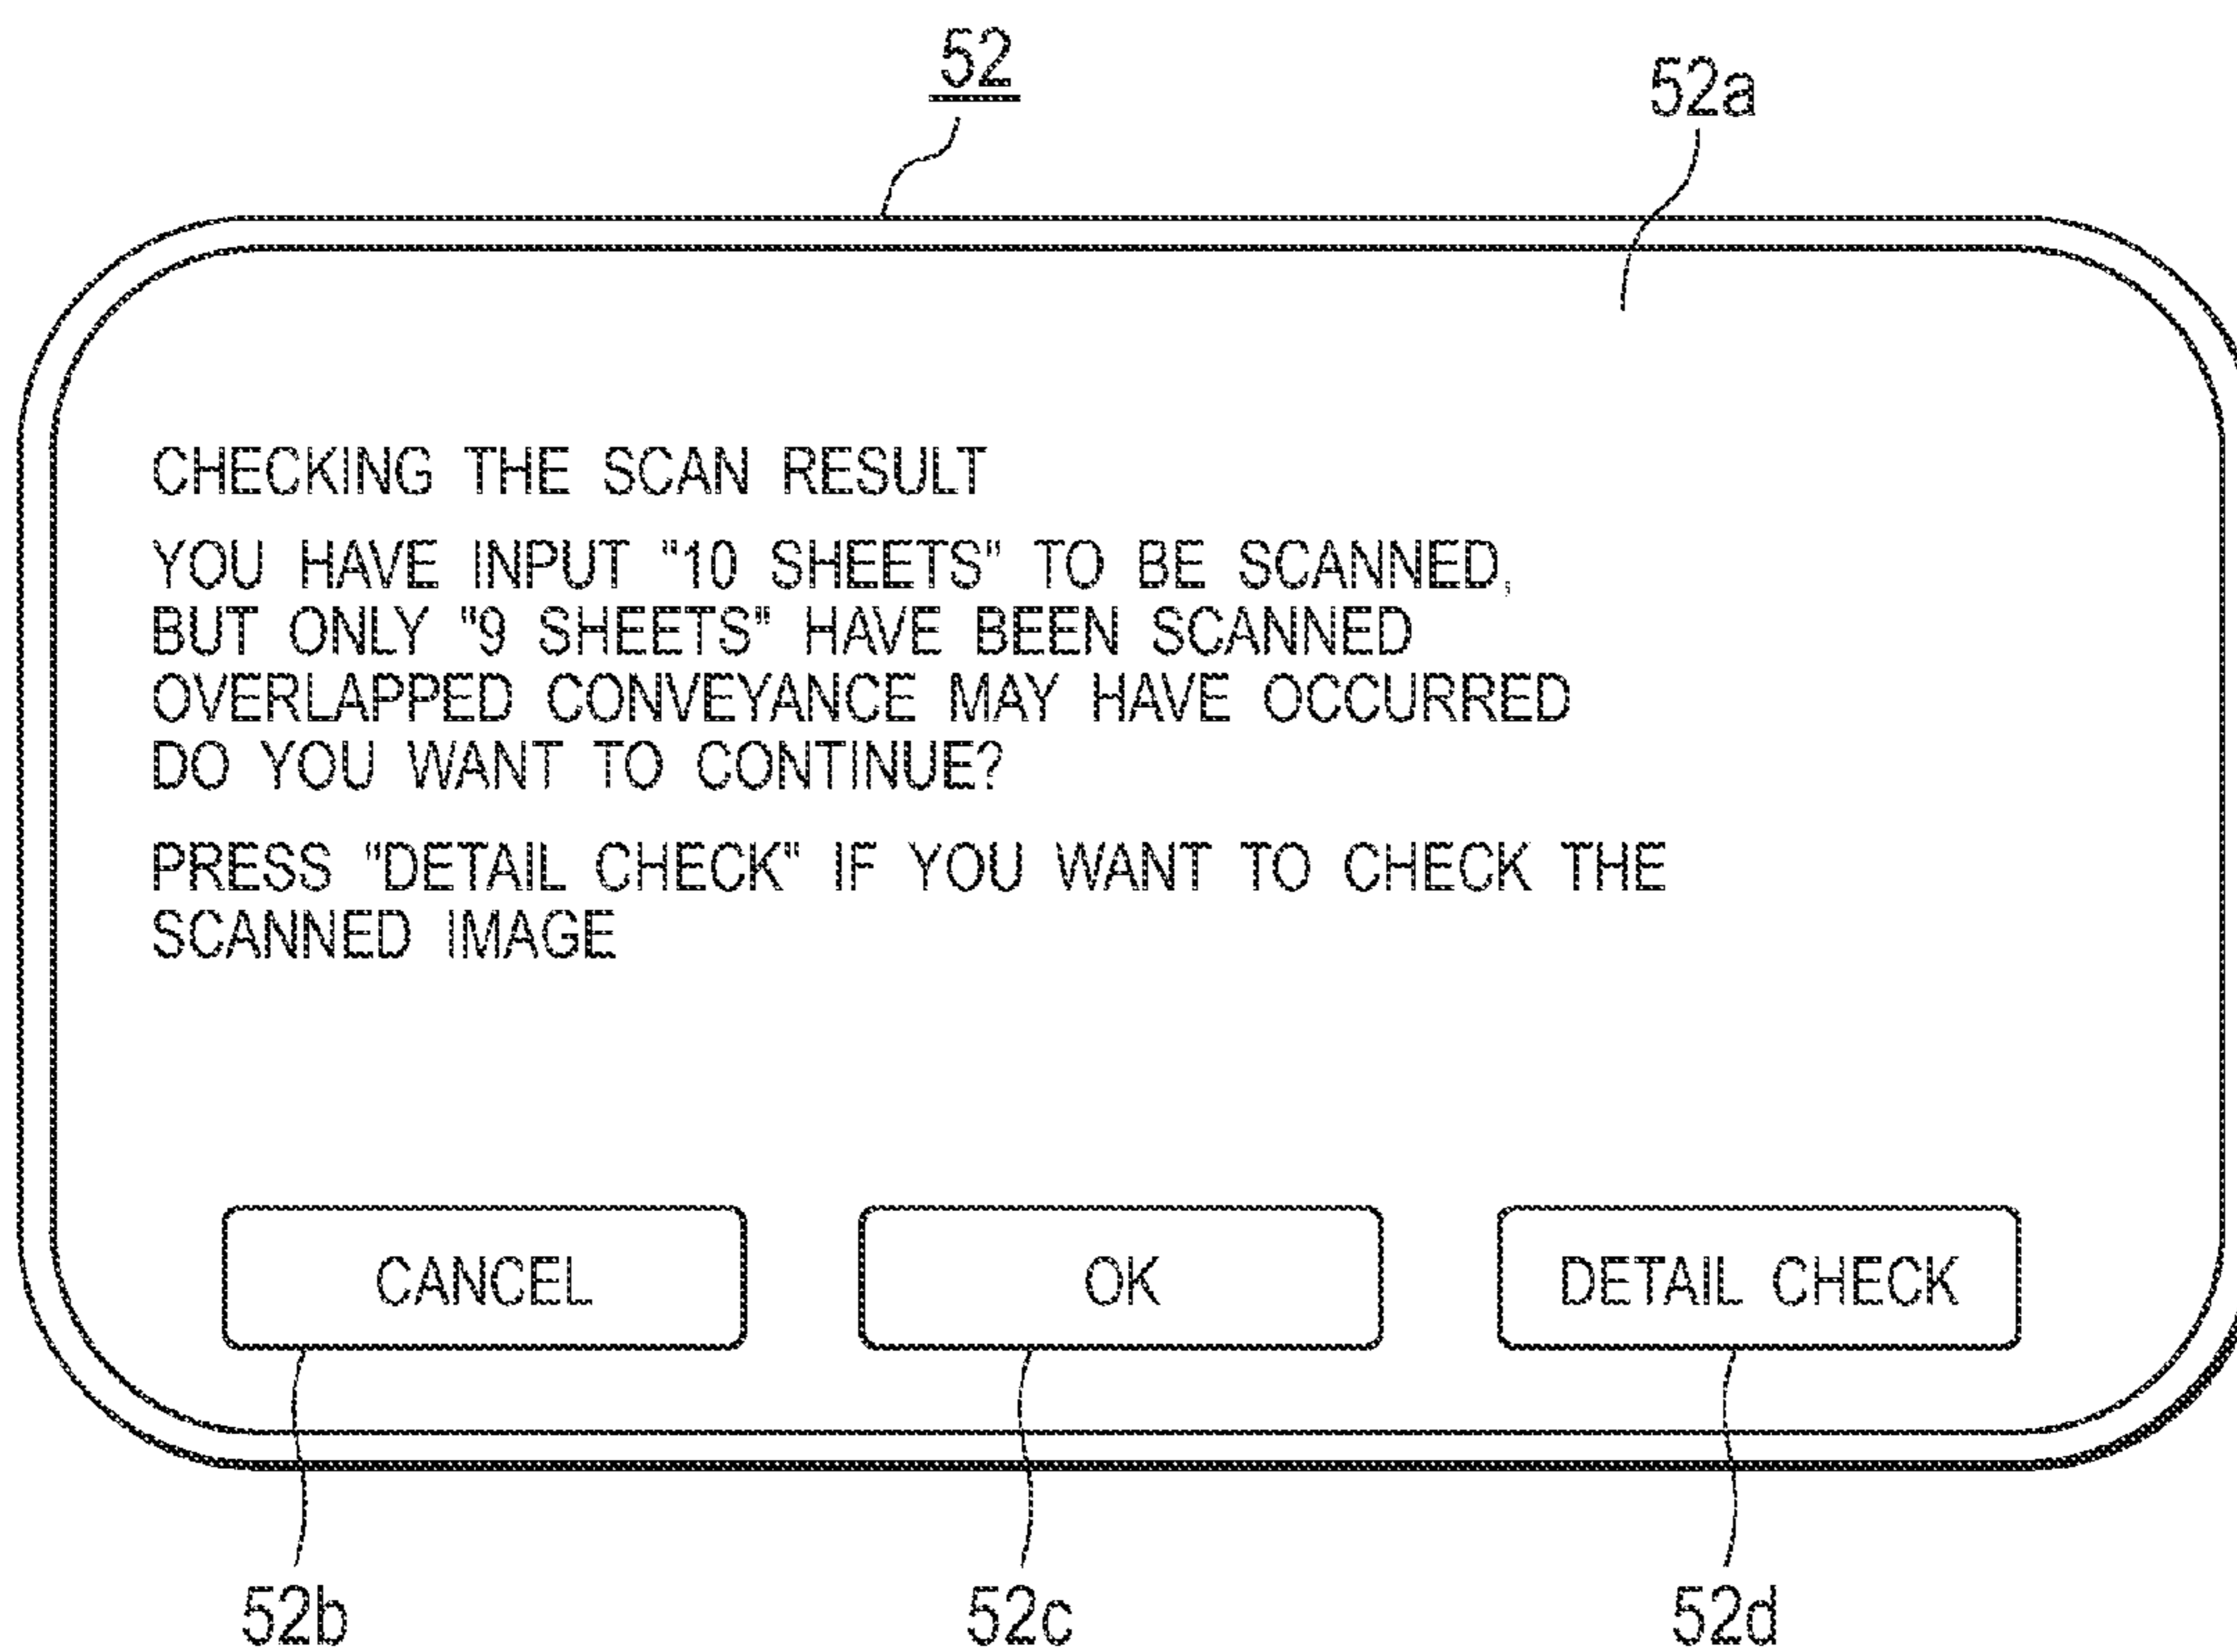 52
52a
CHECKING THE SCAN RESULT
YOU HAVE INPUT "10 SHEETS" TO BE SCANNED,
BUT ONLY "9 SHEETS" HAVE BEEN SCANNED
OVERLAPPED CONVEYANCE MAY HAVE OCCURRED
DO YOU WANT TO CONTINUE?
PRESS "DETAIL CHECK" IF YOU WANT TO CHECK THE
SCANNED IMAGE
CANCEL
OK
DETAIL CHECK
52b
52c
52d